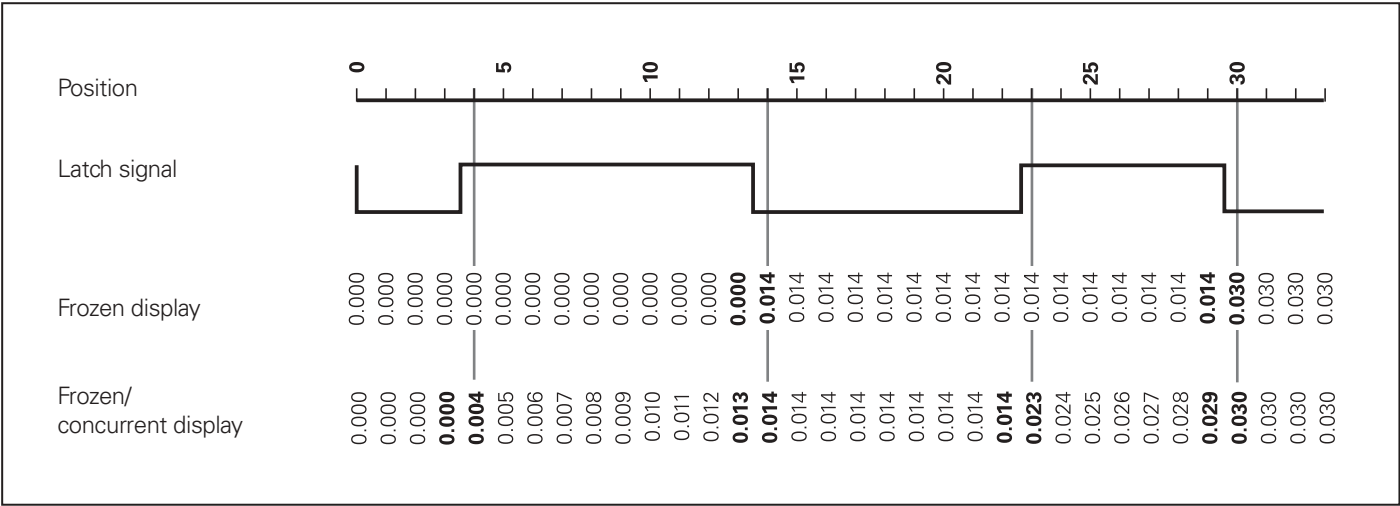 Position 0 5 10 15 20 25 30
Latch signal
Frozen display 0.000 0.000 0.000 0.000 0.000 0.000 0.000 0.000 0.000 0.000 0.000 0.000 0.000 0.000 0.014 0.014 0.014 0.014 0.014 0.014 0.014 0.014 0.014 0.014 0.014 0.014 0.014 0.014 0.014 0.014 0.030 0.030 0.030 0.030
Frozen/
concurrent display 0.000 0.000 0.000 0.000 0.004 0.005 0.006 0.007 0.008 0.009 0.010 0.011 0.012 0.013 0.014 0.014 0.014 0.014 0.014 0.014 0.014 0.014 0.014 0.023 0.024 0.025 0.026 0.027 0.028 0.029 0.030 0.030 0.030 0.030